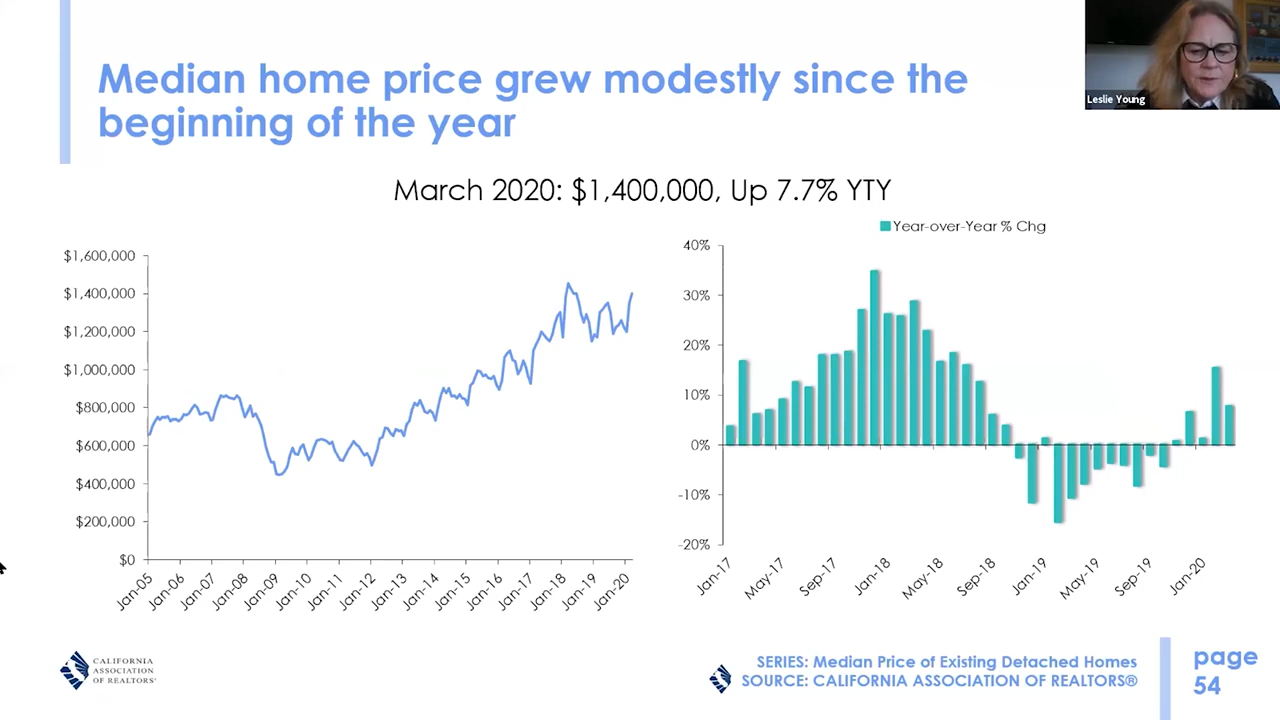 Median home price grew modestly since the
beginning of the year
Leslie Young
March 2020: $1,400,000, Up 7.7% YTY
$1,600,000
$1,400,000
$1,200,000
$1,000,000
$800,000
$600,000
$400,000
$200,000
$0
Jan-05
Jan-06
Jan-07
Jan-08
Jan-09
Jan-10
Jan-11
Jan-12
Jan-13
Jan-14
Jan-15
Jan-16
Jan-17
Jan-18
Jan-19
Jan-20
Year-over-Year % Chg
40%
30%
20%
10%
0%
-10%
-20%
Jan-17
May-17
Sep-17
Jan-18
May-18
Sep-18
Jan-19
May-19
Sep-19
Jan-20
CALIFORNIA
ASSOCIATION
OF REALTORS®
SERIES: Median Price of Existing Detached Homes
SOURCE: CALIFORNIA ASSOCIATION OF REALTORS®
page
54